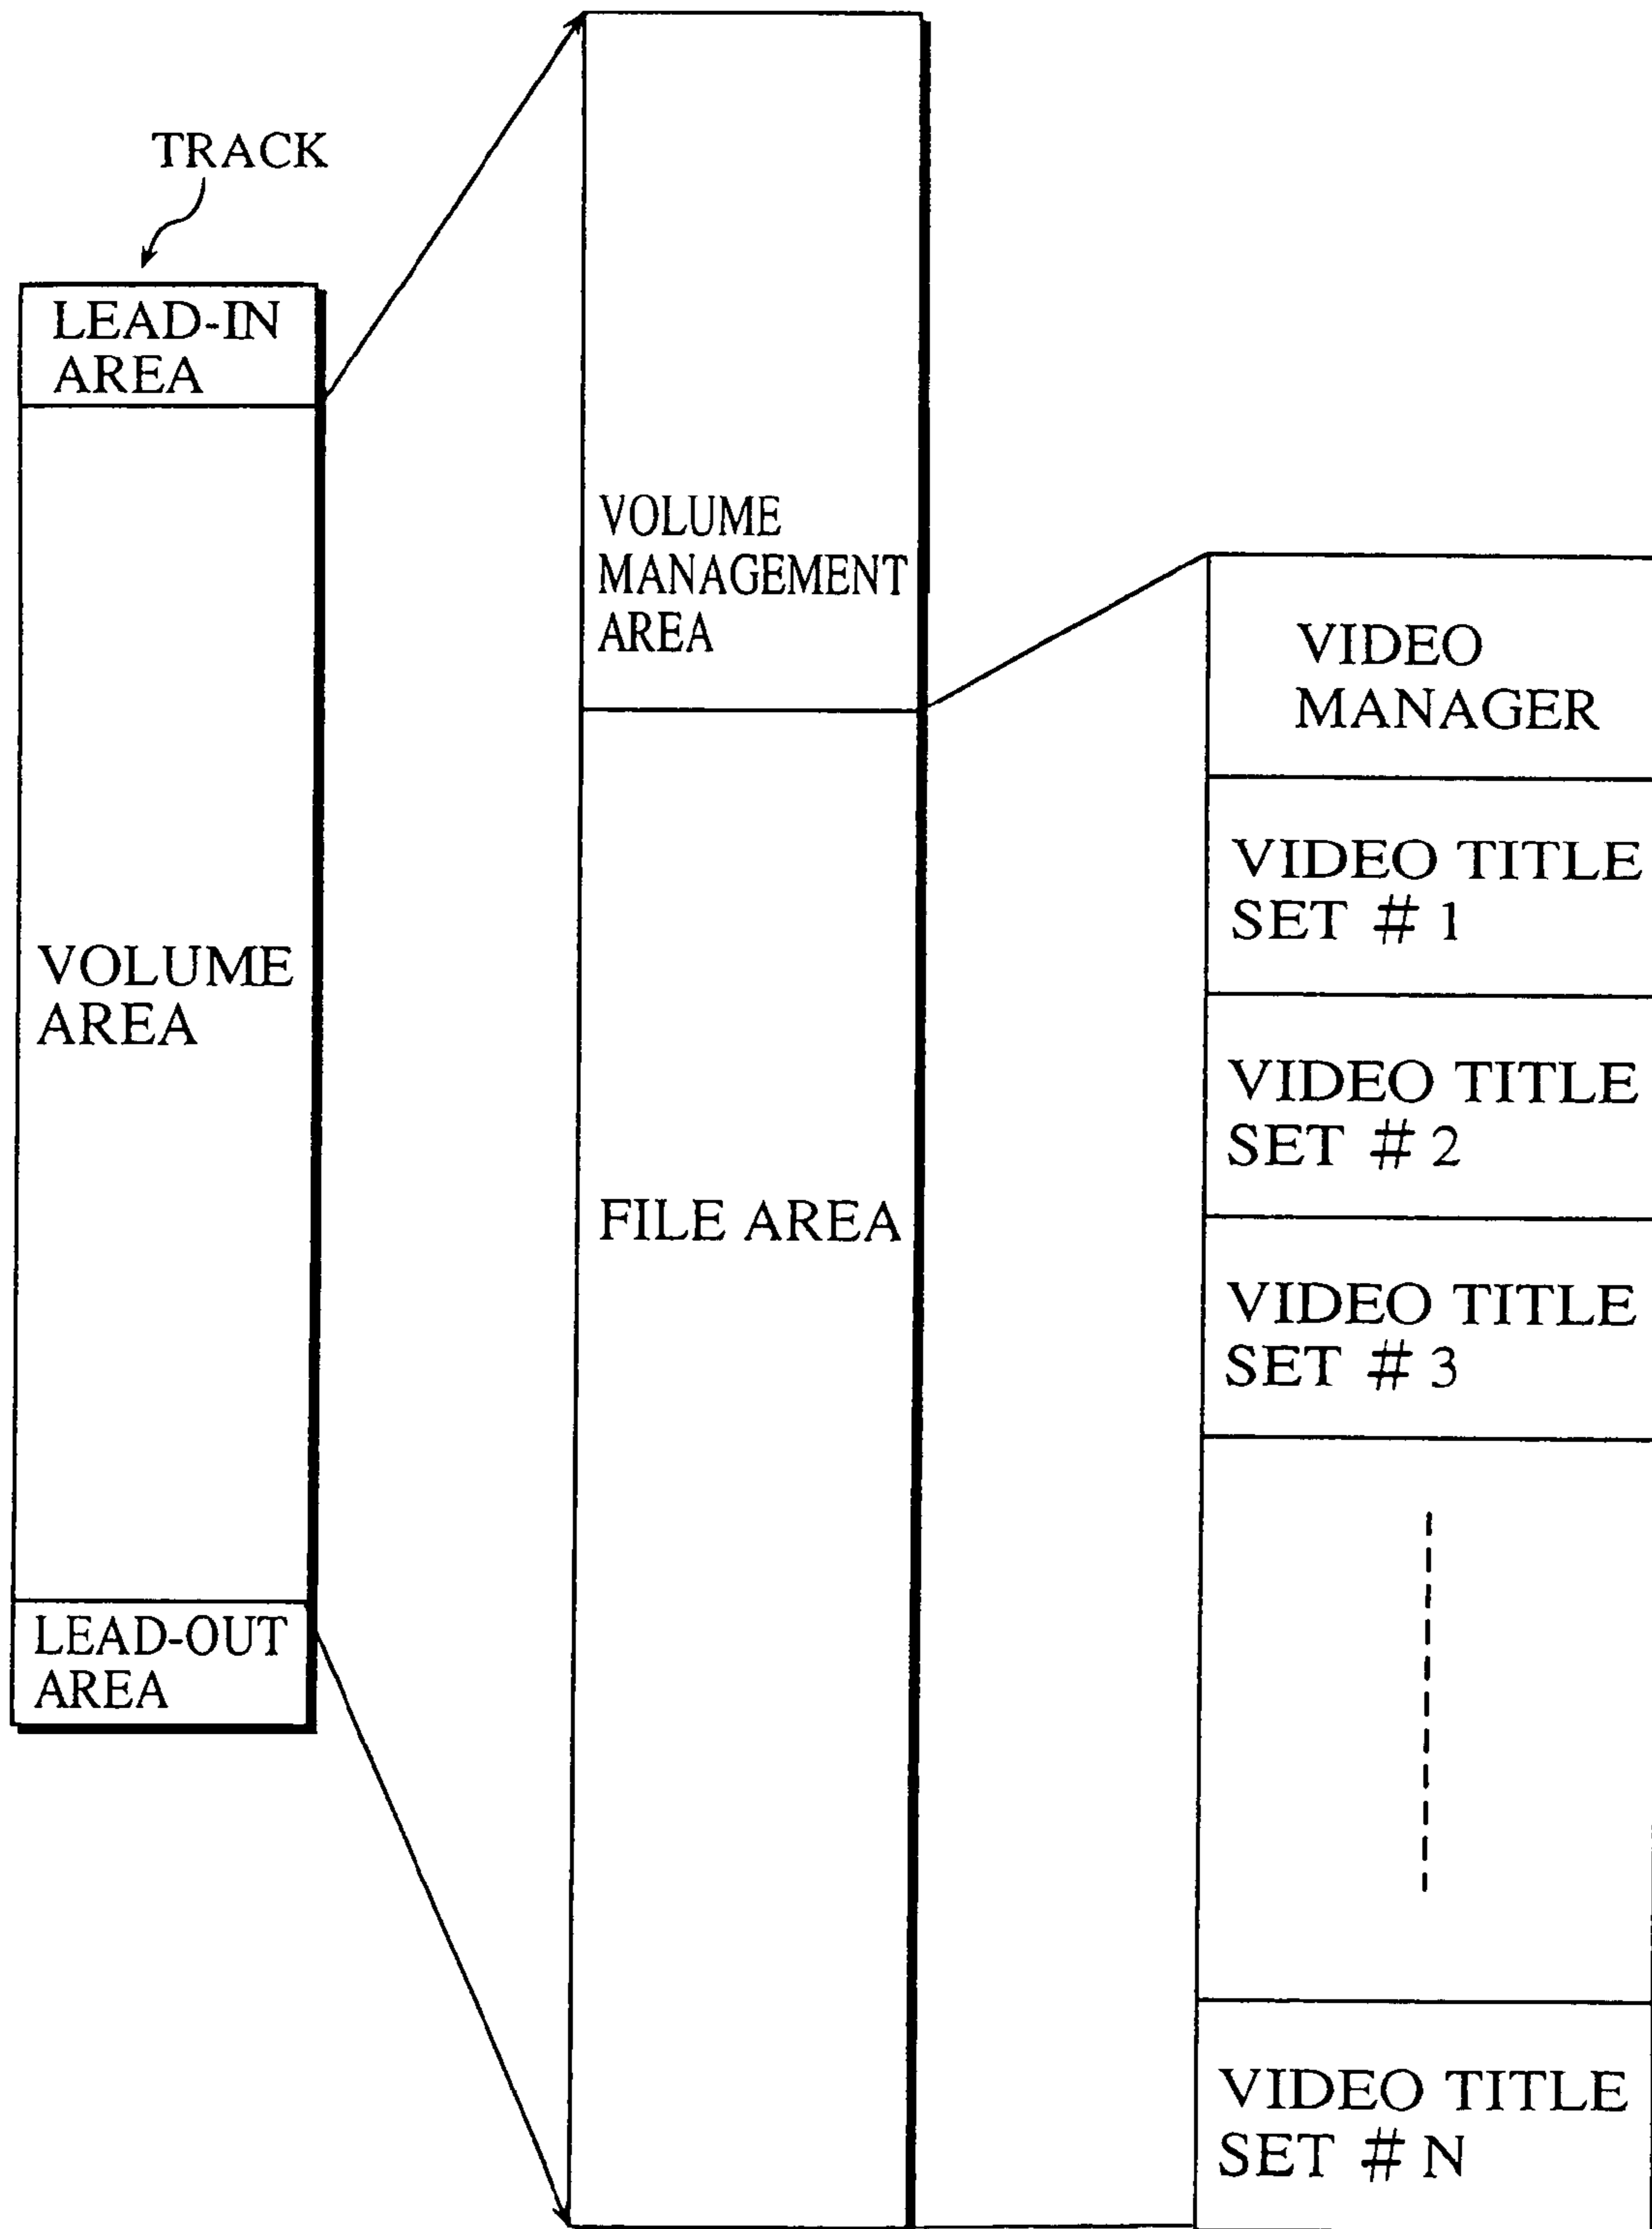 TRACK
LEAD-IN
AREA
VOLUME
AREA
LEAD-OUT
AREA
VOLUME
MANAGEMENT
AREA
FILE AREA
VIDEO
MANAGER
VIDEO TITLE
SET # 1
VIDEO TITLE
SET # 2
VIDEO TITLE
SET # 3
VIDEO TITLE
SET # N